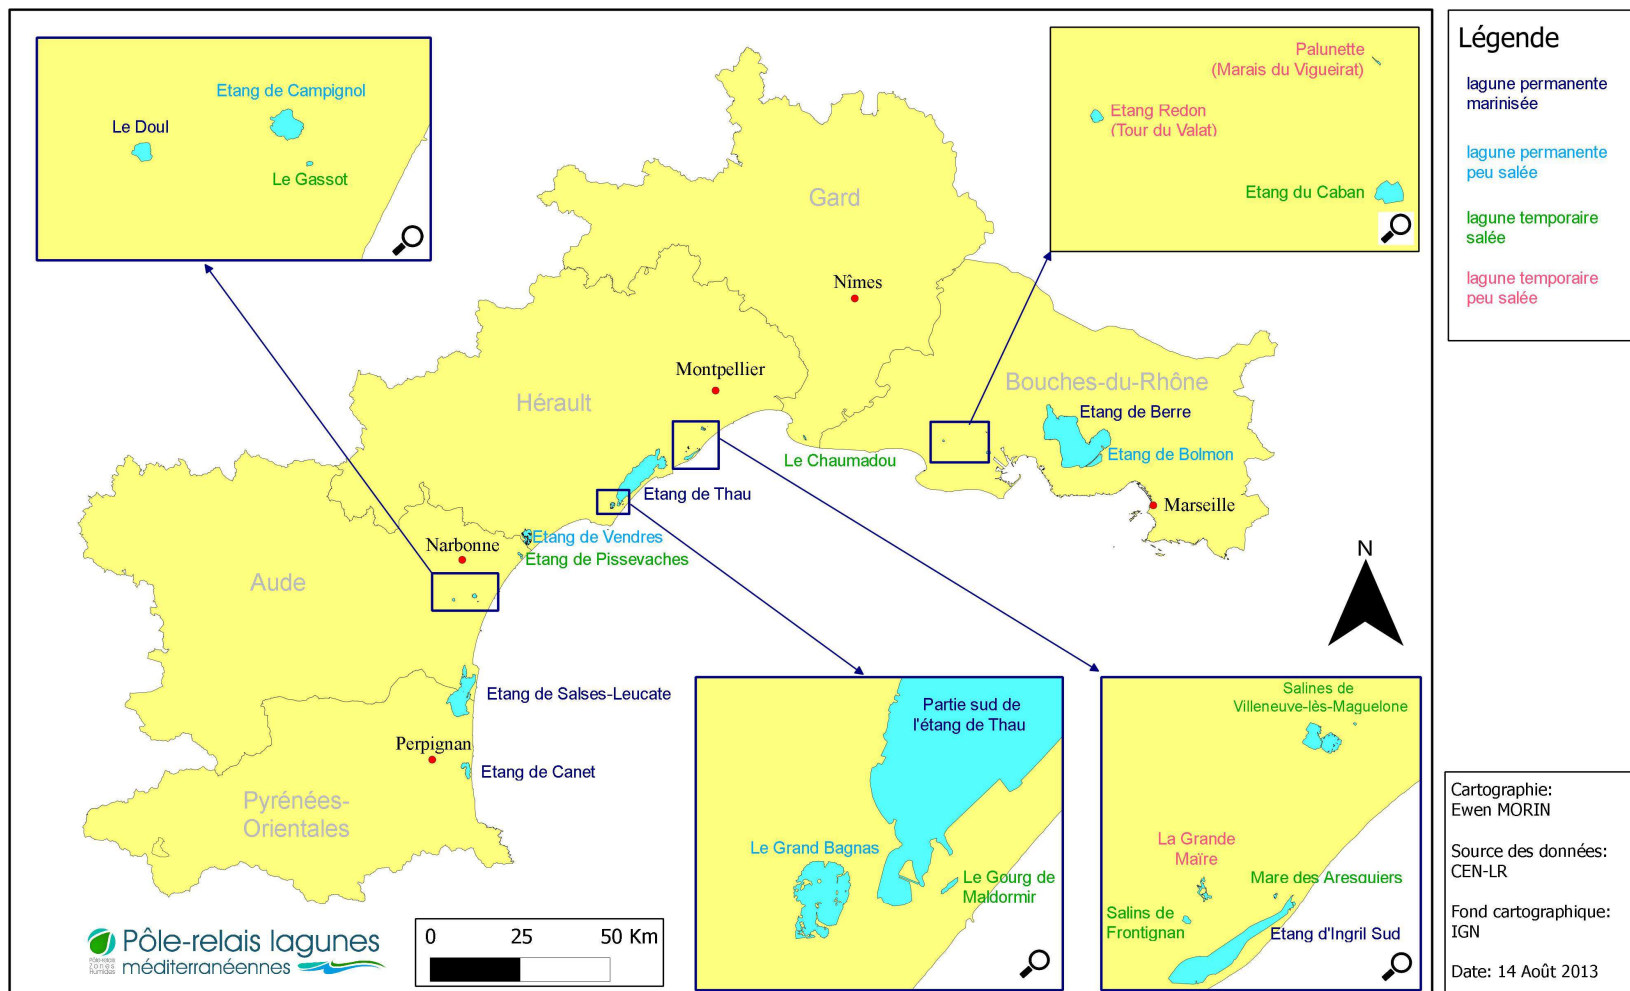 Etang de Campignol
Le Doul
Le Gassot
Palunette
(Marais du Vigueirat)
Etang Redon
(Tour du Valat)
Etang du Caban
Légende
lagune permanente
marinisée
lagune permanente
peu salée
lagune temporaire
salée
lagune temporaire
peu salée
Gard
Nîmes
Montpellier
Hérault
Bouches-du-Rhône
Etang de Berre
Etang de Bolmon
Le Chaumadou
Marseille
Etang de Thau
Etang de Vendres
Etang de Pissevaches
Narbonne
Aude
N
Etang de Salses-Leucate
Perpignan
Etang de Canet
Pyrénées-
Orientales
Partie sud de
l'étang de Thau
Le Grand Bagnas
Le Gourg de
Maldormir
Salines de
Villeneuve-lès-Maguelone
La Grande
Maïre
Mare des Aresquiers
Salins de
Frontignan
Etang d'Ingril Sud
Pôle-relais lagunes
méditerranéennes
Pôle-relais
Zones
Humides
0 25 50 Km
Cartographie:
Ewen MORIN
Source des données:
CEN-LR
Fond cartographique:
IGN
Date: 14 Août 2013